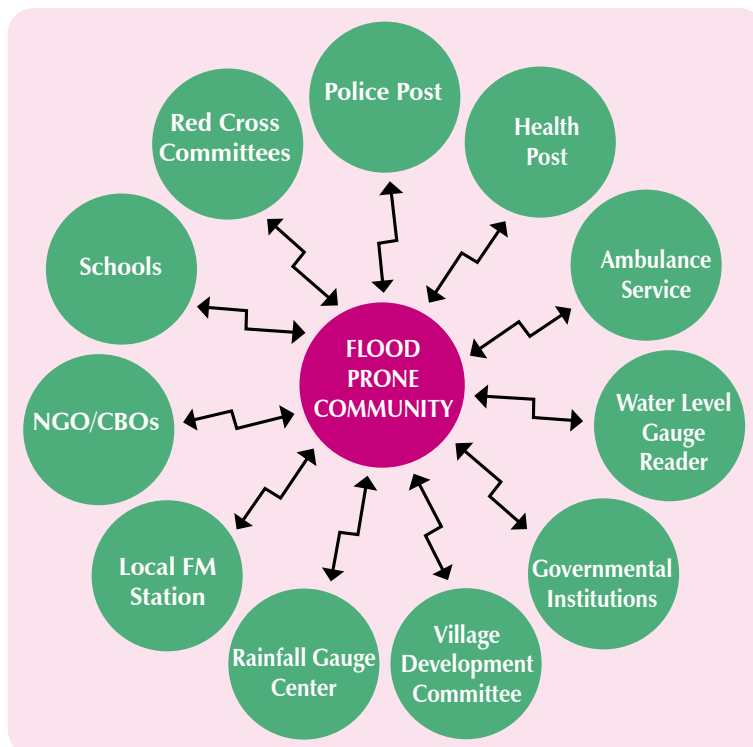 Police Post
Health
Post
Ambulance
Service
Water Level
Gauge
Reader
Governmental
Institutions
Village
Development
Committee
Rainfall Gauge
Center
Local FM
Station
NGO/CBOs
Schools
Red Cross
Committees
FLOOD
PRONE
COMMUNITY